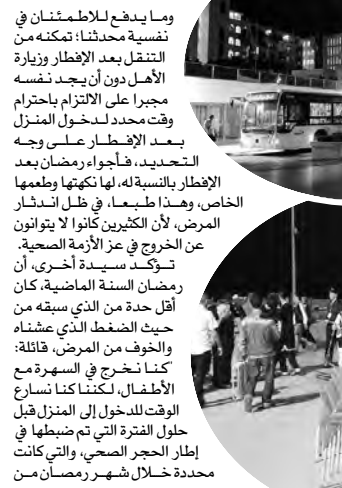 وما يدفع للاطمئنان في
نفسية محدثنا؛ تمكنه من
التنقل بعد الإفطار وزيارة
الأهل دون أن يجد نفسه
مجبرا على الالتزام باحترام
وقت محدد لدخول المنزل
بعد الإفطار على وجه
التحديد، فأجواء رمضان بعد
الإفطار بالنسبة له، لها نكهتها وطعمها
الخاص، وهذا طبعا، في ظل اندثار
المرض، لأن الكثيرين كانوا لا يتوانون
عن الخروج في عز الأزمة الصحية.
تؤكد سيدة أخرى، أن
رمضان السنة الماضية، كان
أقل حدة من الذي سبقه من
حيث الضغط الذي عشناه
والخوف من المرض، قائلة:
"كنا نخرج في السهرة مع
الأطفال، لكننا كنا نسارع
الوقت للدخول إلى المنزل قبل
حلول الفترة التي تم ضبطها في
إطار الحجر الصحي، والتي كانت
محددة خلال شهر رمضان من